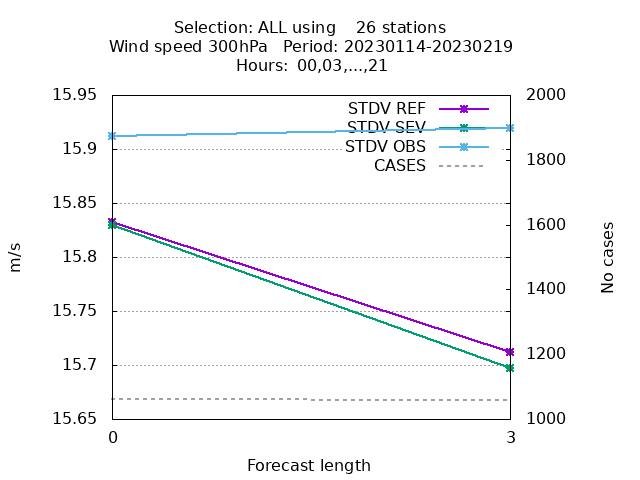 Selection: ALL using    26 stations
Wind speed 300hPa   Period: 20230114-20230219
Hours:  00,03,...,21
STDV REF
STDV SEV
STDV OBS
CASES
15.95
15.9
15.85
15.8
15.75
15.7
15.65
2000
1800
1600
1400
1200
1000
m/s
No cases
0
3
Forecast length